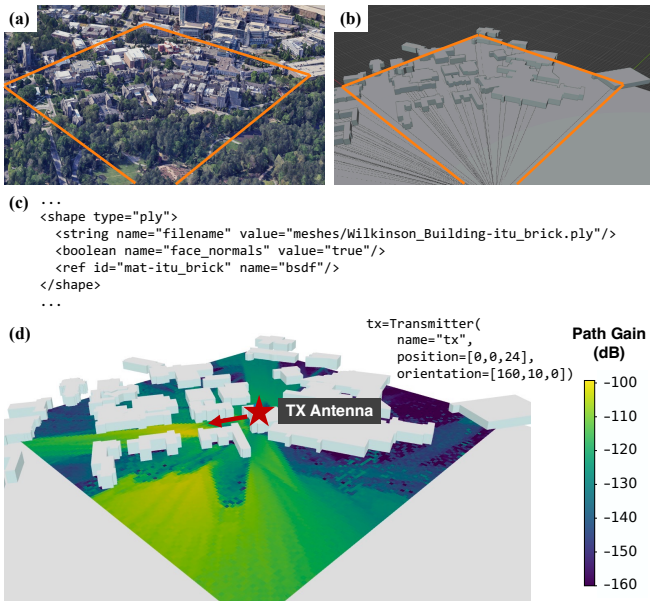 (a)
(b)
(c)
...
<shape type="ply">
<string name="filename" value="meshes/Wilkinson_Building-itu_brick.ply"/>
<boolean name="face_normals" value="true"/>
<ref id="mat-itu_brick" name="bsdf"/>
</shape>
...
(d)
tx=Transmitter(
name="tx",
position=[0,0,24],
orientation=[160,10,0])
TX Antenna
Path Gain
(dB)
−100
−110
−120
−130
−140
−150
−160